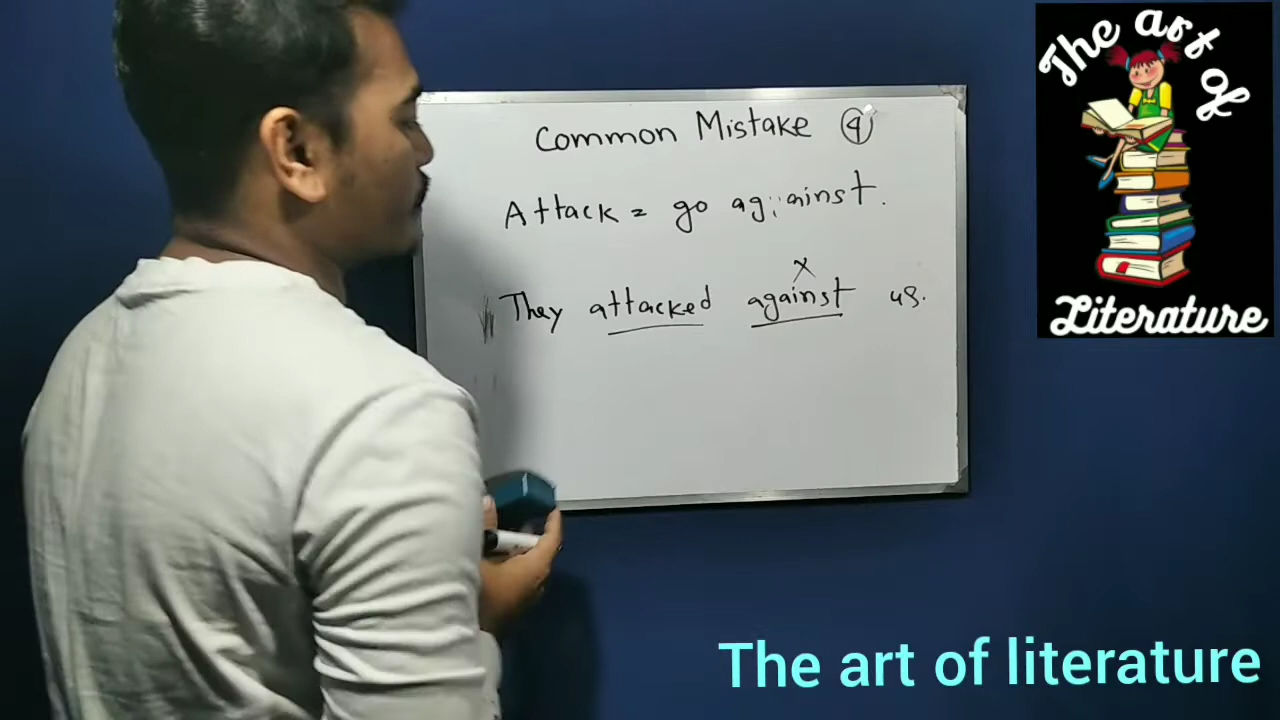 Common Mistake 4
Attack = go against.
x
They attacked against us.
The art of
Literature
The art of literature